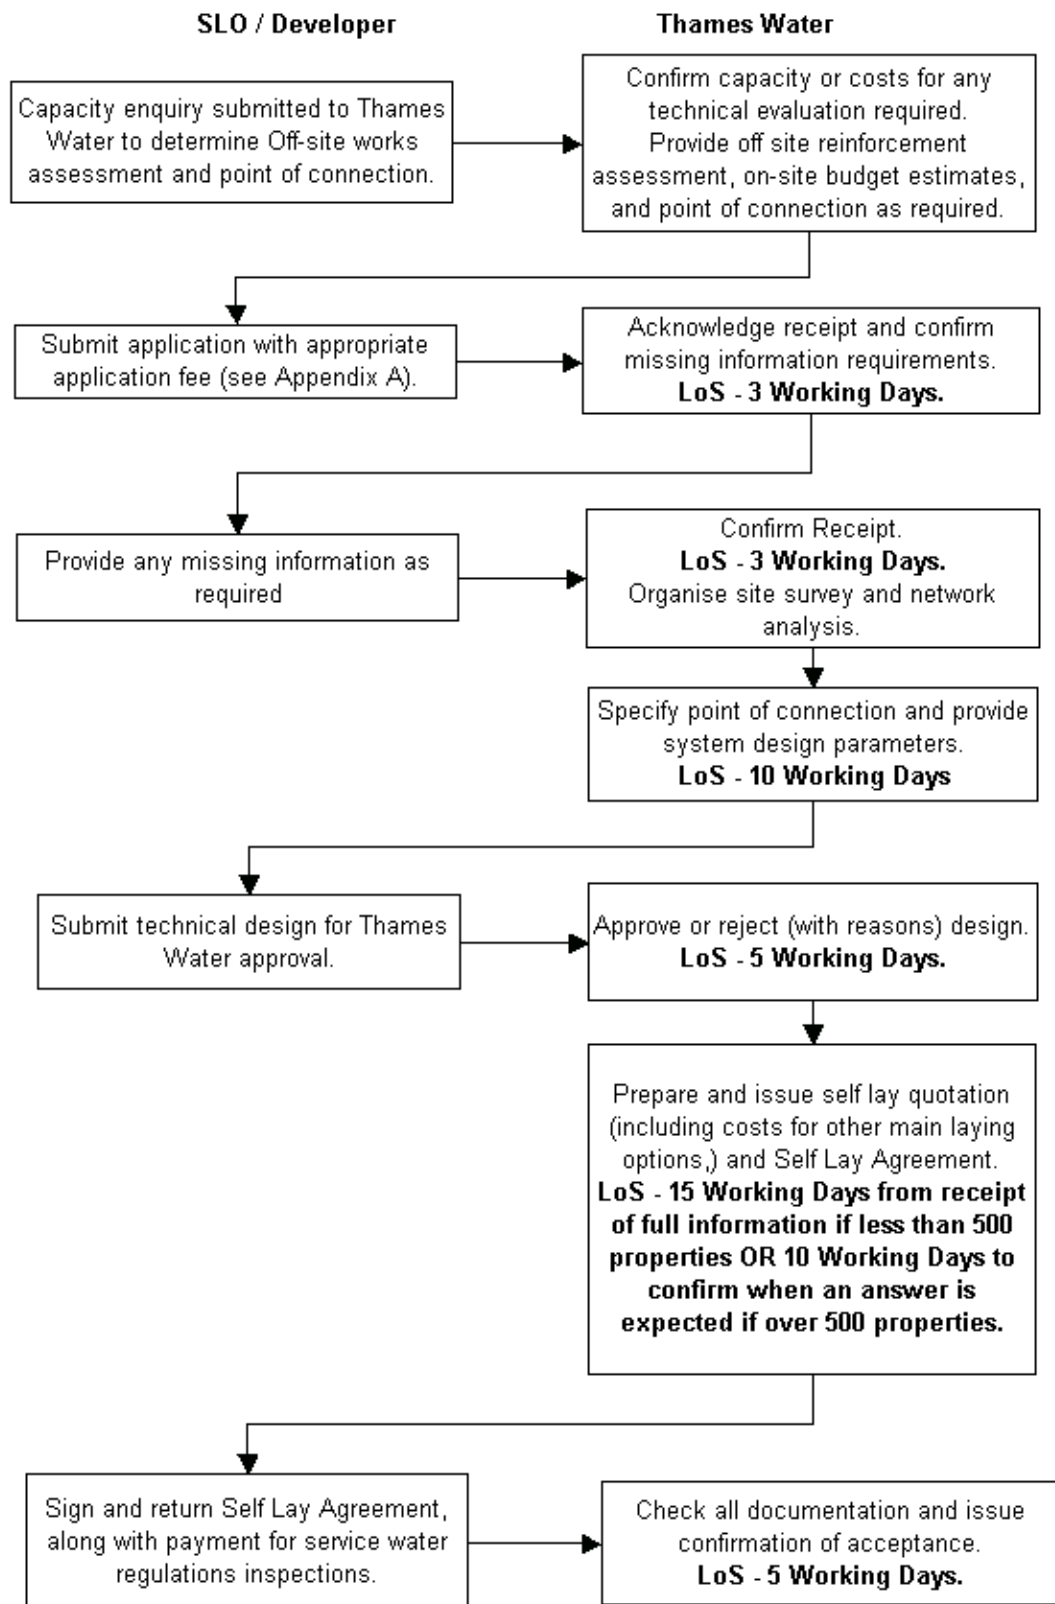 SLO / Developer
Thames Water
Capacity enquiry submitted to Thames
Water to determine Off-site works
assessment and point of connection.
Confirm capacity or costs for any
technical evaluation required.
Provide off site reinforcement
assessment, on-site budget estimates,
and point of connection as required.
Submit application with appropriate
application fee (see Appendix A).
Acknowledge receipt and confirm
missing information requirements.
LoS - 3 Working Days.
Provide any missing information as
required
Confirm Receipt.
LoS - 3 Working Days.
Organise site survey and network
analysis.
Specify point of connection and provide
system design parameters.
LoS - 10 Working Days
Submit technical design for Thames
Water approval.
Approve or reject (with reasons) design.
LoS - 5 Working Days.
Prepare and issue self lay quotation
(including costs for other main laying
options,) and Self Lay Agreement.
LoS - 15 Working Days from receipt
of full information if less than 500
properties OR 10 Working Days to
confirm when an answer is
expected if over 500 properties.
Sign and return Self Lay Agreement,
along with payment for service water
regulations inspections.
Check all documentation and issue
confirmation of acceptance.
LoS - 5 Working Days.